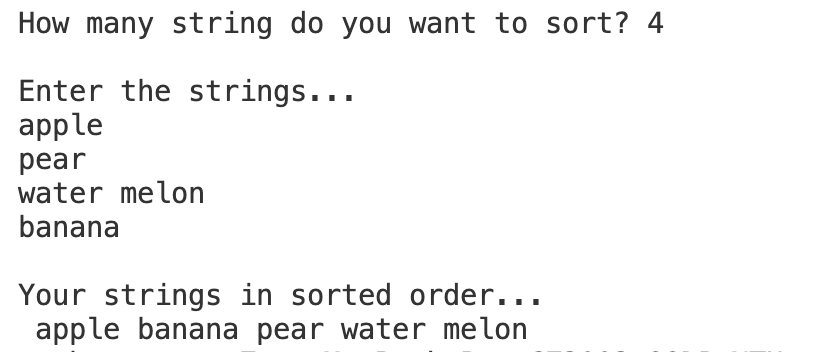 How many string do you want to sort? 4
Enter the strings...
apple
pear
water melon
banana
Your strings in sorted order...
apple banana pear water melon